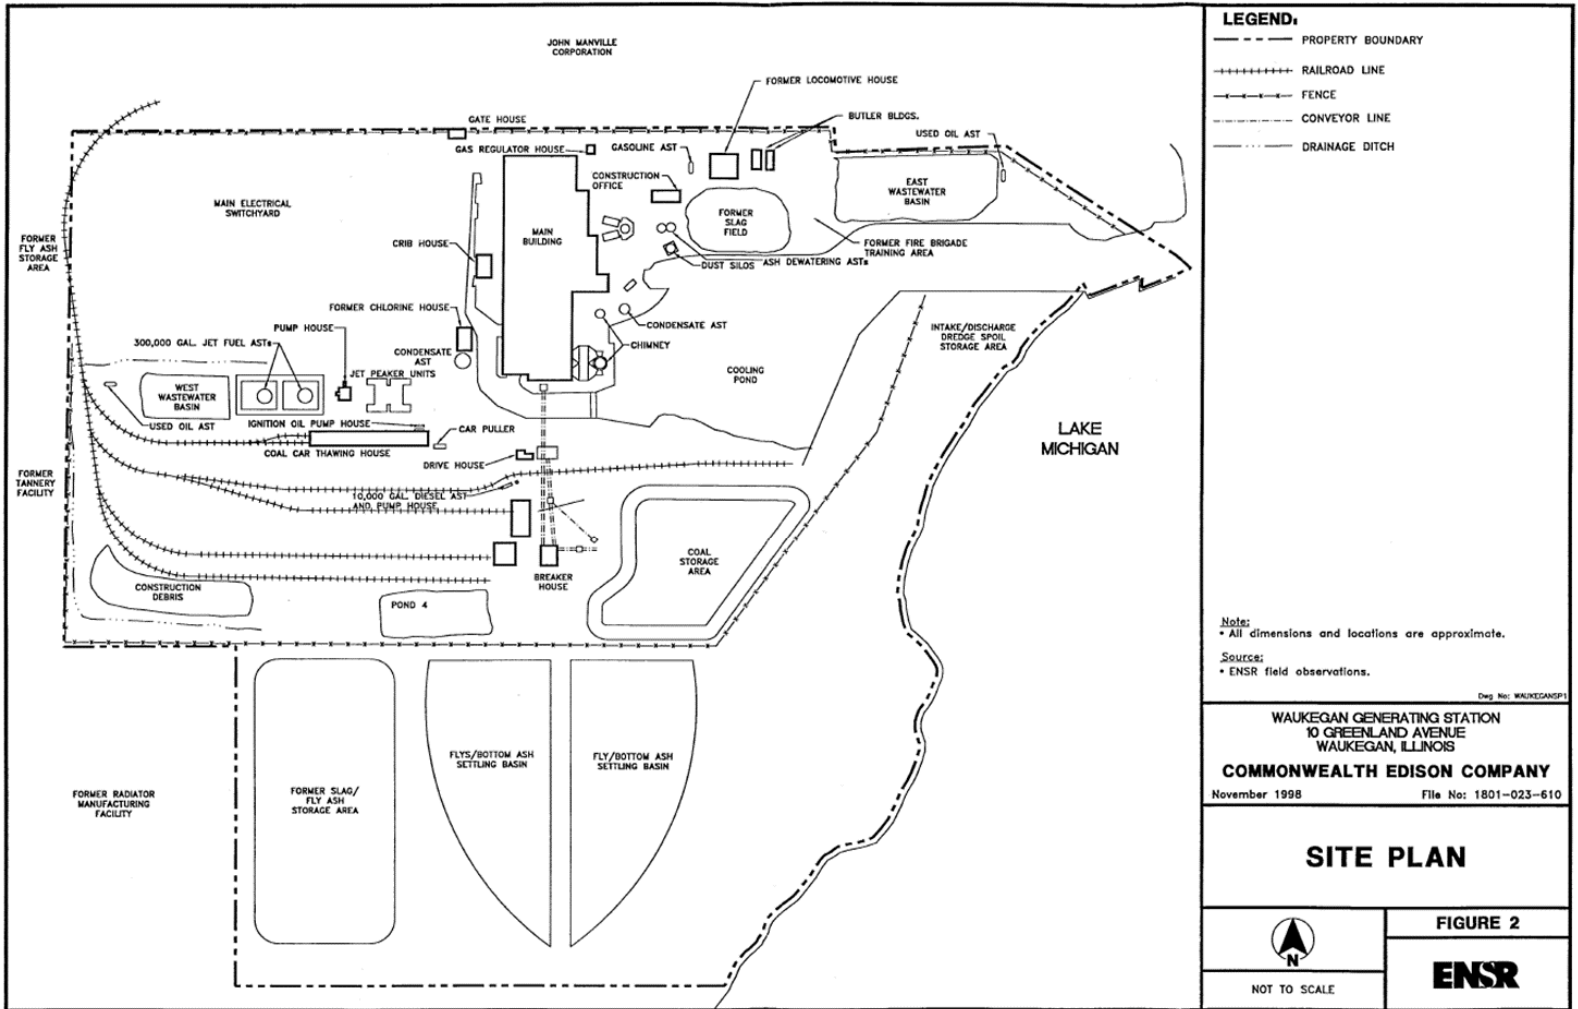 JOHN MANVILLE
CORPORATION
FORMER LOCOMOTIVE HOUSE
GATE HOUSE
BUTLER BLDGS.
USED OIL AST
GAS REGULATOR HOUSE
GASOLINE AST
CONSTRUCTION
OFFICE
EAST
WASTEWATER
BASIN
MAIN ELECTRICAL
SWITCHYARD
FORMER
SLAG
FIELD
MAIN
BUILDING
FORMER
FLY ASH
STORAGE
AREA
CRIB HOUSE
FORMER FIRE BRIGADE
TRAINING AREA
DUST SILOS
ASH DEWATERING ASTs
FORMER CHLORINE HOUSE
PUMP HOUSE
300,000 GAL. JET FUEL ASTs
CONDENSATE
AST
CONDENSATE AST
CHIMNEY
INTAKE/DISCHARGE
DREDGE SPOIL
STORAGE AREA
JET PEAKER UNITS
COOLING
POND
WEST
WASTEWATER
BASIN
USED OIL AST
IGNITION OIL PUMP HOUSE
CAR PULLER
COAL CAR THAWING HOUSE
DRIVE HOUSE
LAKE
MICHIGAN
FORMER
TANNERY
FACILITY
10,000 GAL. DIESEL AST
AND PUMP HOUSE
COAL
STORAGE
AREA
BREAKER
HOUSE
CONSTRUCTION
DEBRIS
POND 4
FLYS/BOTTOM ASH
SETTLING BASIN
FLY/BOTTOM ASH
SETTLING BASIN
FORMER SLAG/
FLY ASH
STORAGE AREA
FORMER RADIATOR
MANUFACTURING
FACILITY
LEGEND:
PROPERTY BOUNDARY
RAILROAD LINE
FENCE
CONVEYOR LINE
DRAINAGE DITCH
Note:
• All dimensions and locations are approximate.
Source:
• ENSR field observations.
Dwg No: WAUKEGANSP1
WAUKEGAN GENERATING STATION
10 GREENLAND AVENUE
WAUKEGAN, ILLINOIS
COMMONWEALTH EDISON COMPANY
November 1998 File No: 1801-023-610
SITE PLAN
N
NOT TO SCALE
FIGURE 2
ENSR